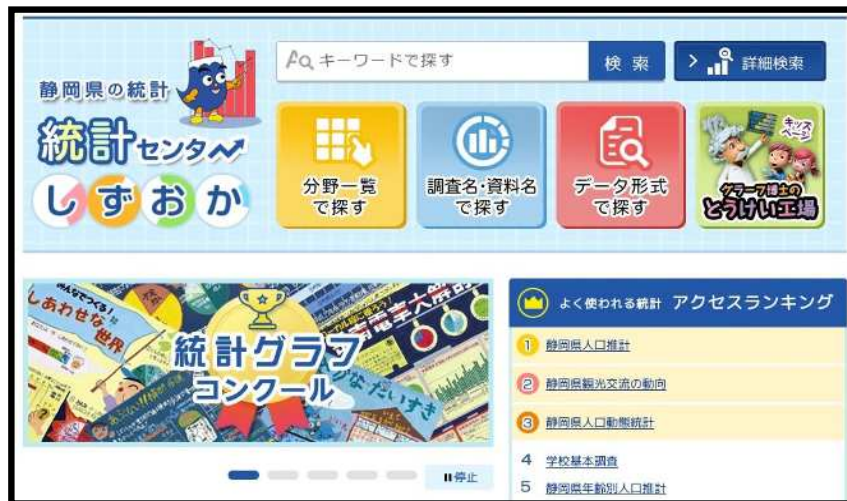 キーワードで探す
検 索
詳細検索
静岡県の統計
統計センター
しずおか
分野一覧
で探す
調査名・資料名
で探す
データ形式
で探す
キッズ
ページ
グラーフ博士の
とうけい工場
みんなでつくる!
しあわせな
世界
統計グラフ
コンクール
停止
よく使われる統計 アクセスランキング
1 静岡県人口推計
2 静岡県観光交流の動向
3 静岡県人口動態統計
4 学校基本調査
5 静岡県年齢別人口推計